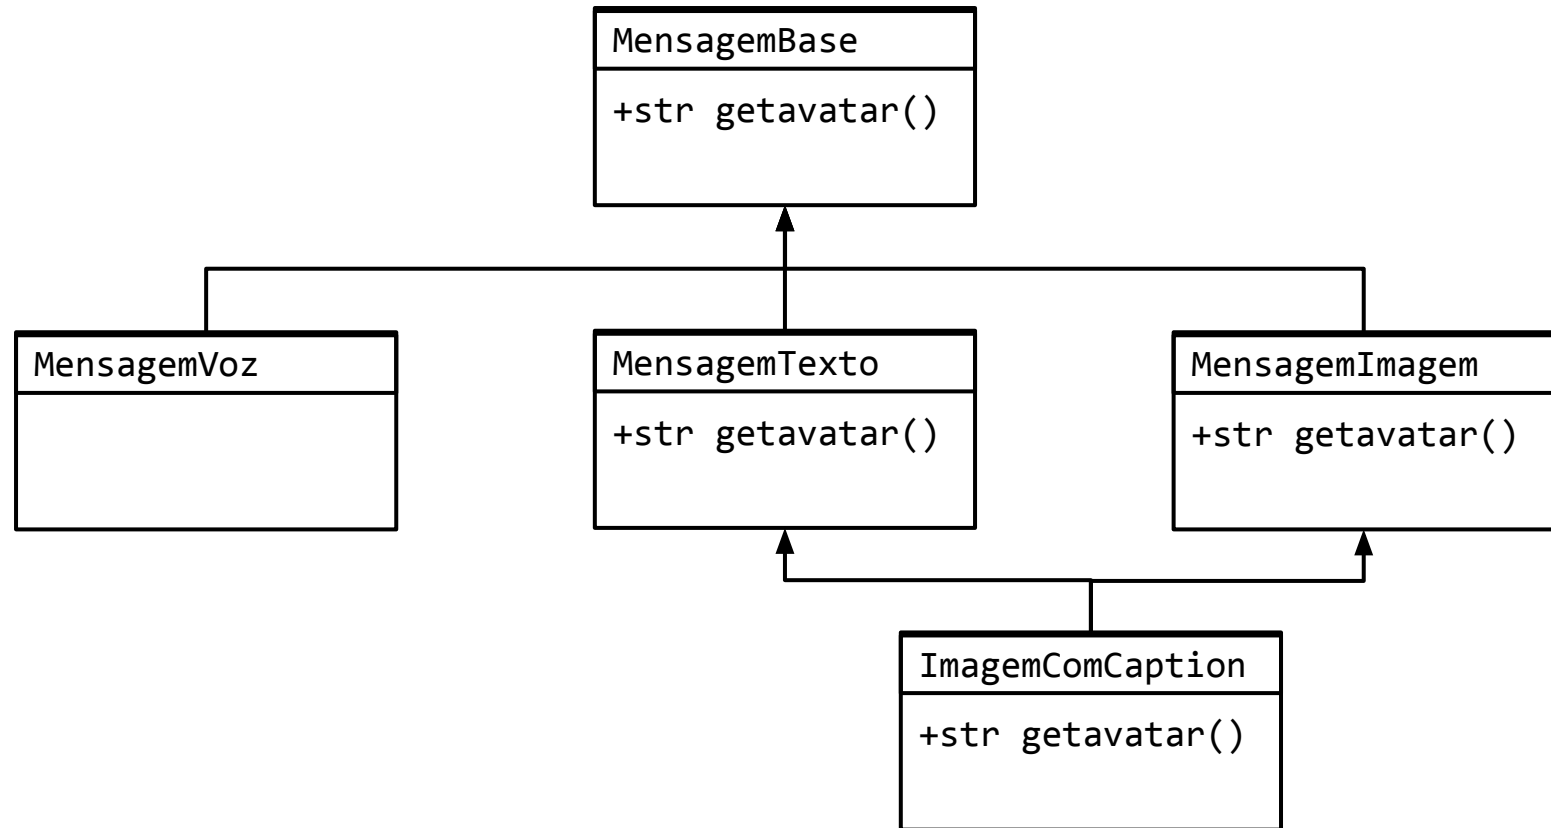 MensagemBase
+str getavatar()
MensagemVoz
MensagemTexto
+str getavatar()
MensagemImagem
+str getavatar()
ImagemComCaption
+str getavatar()